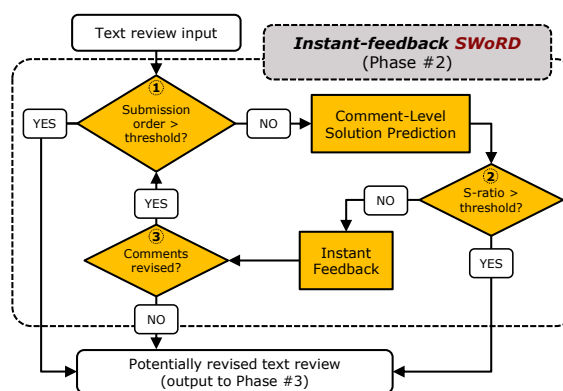 Text review input
Instant-feedback SWoRD
(Phase #2)
1
Submission
order >
threshold?
YES
NO
Comment-Level
Solution Prediction
2
S-ratio >
threshold?
NO
YES
3
Comments
revised?
Instant
Feedback
YES
NO
Potentially revised text review
(output to Phase #3)